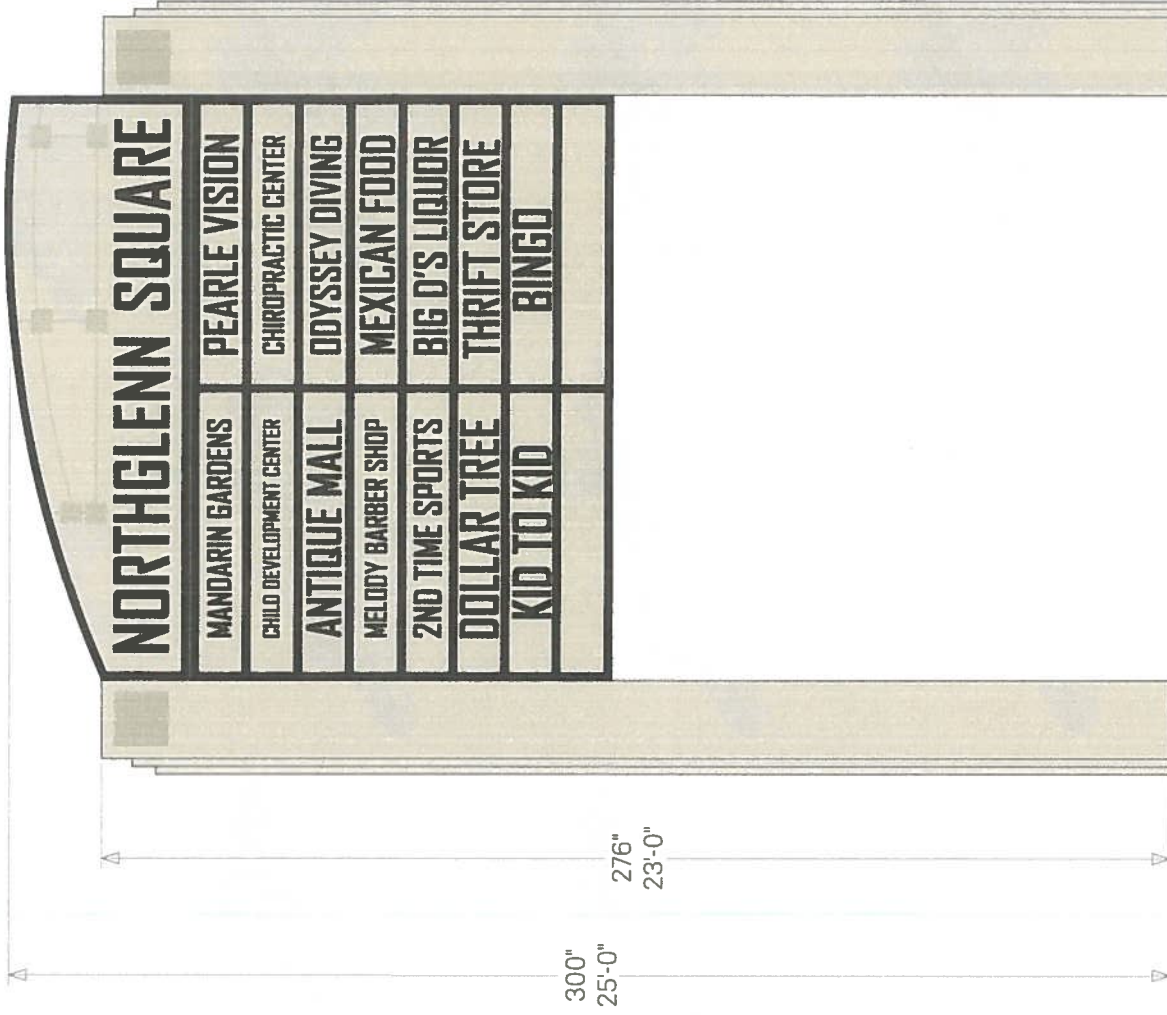 NORTHGLENN SQUARE
MANDARIN GARDENS
PEARLE VISION
CHILD DEVELOPMENT CENTER
CHIROPRACTIC CENTER
ANTIQUE MALL
ODYSSEY DIVING
MELODY BARBER SHOP
MEXICAN FOOD
2ND TIME SPORTS
BIG D'S LIQUOR
DOLLAR TREE
THRIFT STORE
KID TO KID
BINGO
300"
25'-0"
276"
23'-0"